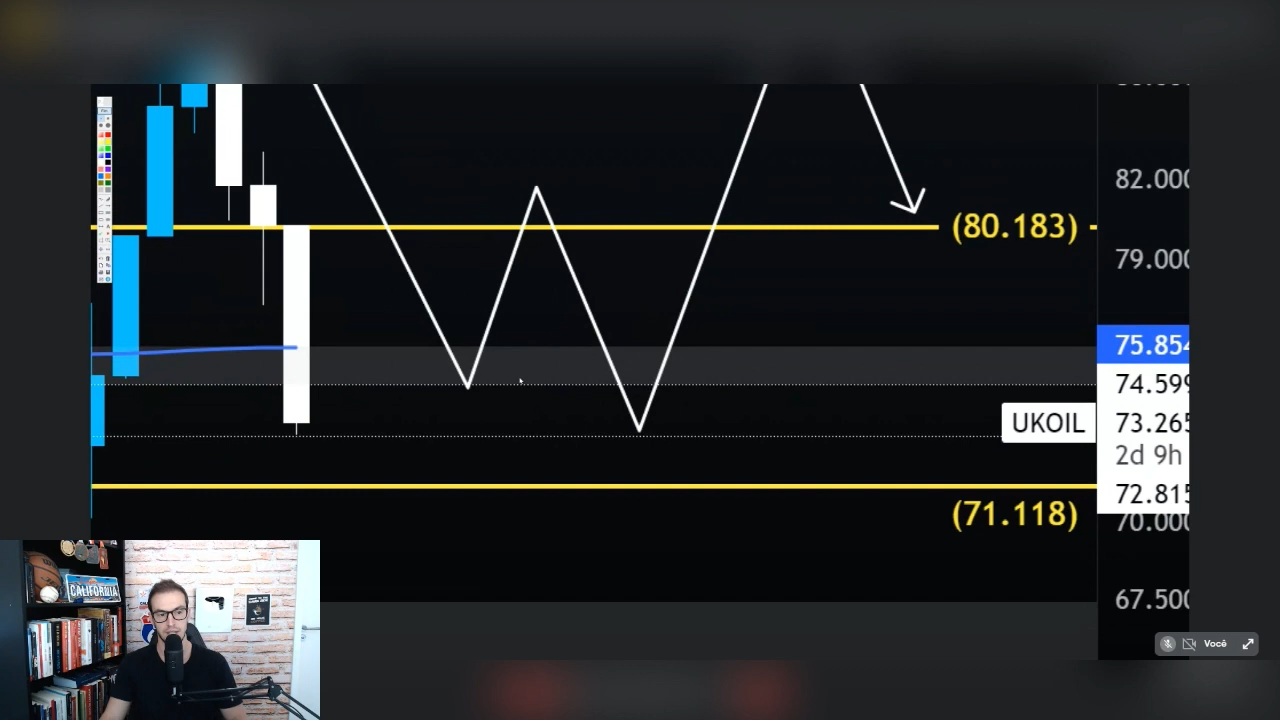 82.000
(80.183)
79.000
75.854
74.599
UKOIL
73.265
2d 9h
72.815
(71.118)
70.000
67.500
CALIFORNIA
Você